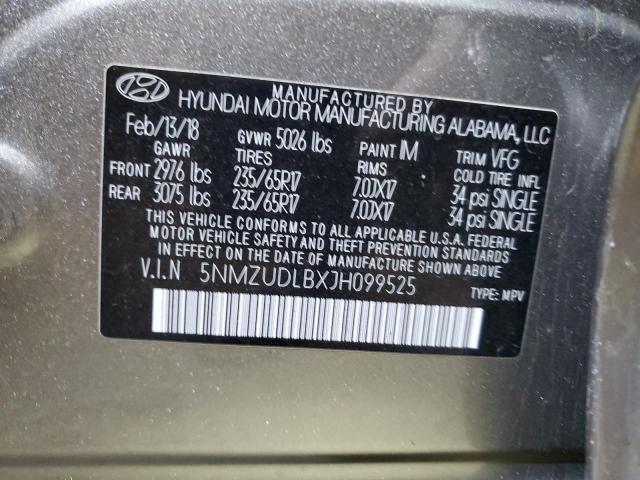 MANUFACTURED BY
HYUNDAI MOTOR MANUFACTURING ALABAMA, LLC
Feb/13/18 GVWR 5026 lbs PAINT 1M TRIM VFG
GAWR TIRES RIMS COLD TIRE INFL
FRONT 2976 lbs 235/65R17 7.0JX17 34 psi SINGLE
REAR 3075 lbs 235/65R17 7.0JX17 34 psi SINGLE
THIS VEHICLE CONFORMS TO ALL APPLICABLE U.S.A. FEDERAL
MOTOR VEHICLE SAFETY AND THEFT PREVENTION STANDARDS
IN EFFECT ON THE DATE OF MANUFACTURE SHOWN ABOVE
V.I.N 5NMZUDLBXJH099525 TYPE: MPV